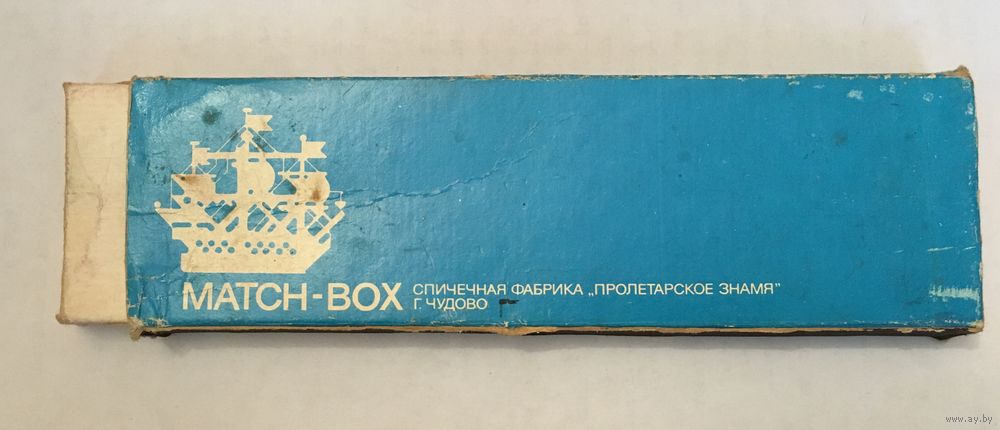 MATCH-BOX
СПИЧЕЧНАЯ ФАБРИКА „ПРОЛЕТАРСКОЕ ЗНАМЯ"
Г. ЧУДОВО
www.ay.by